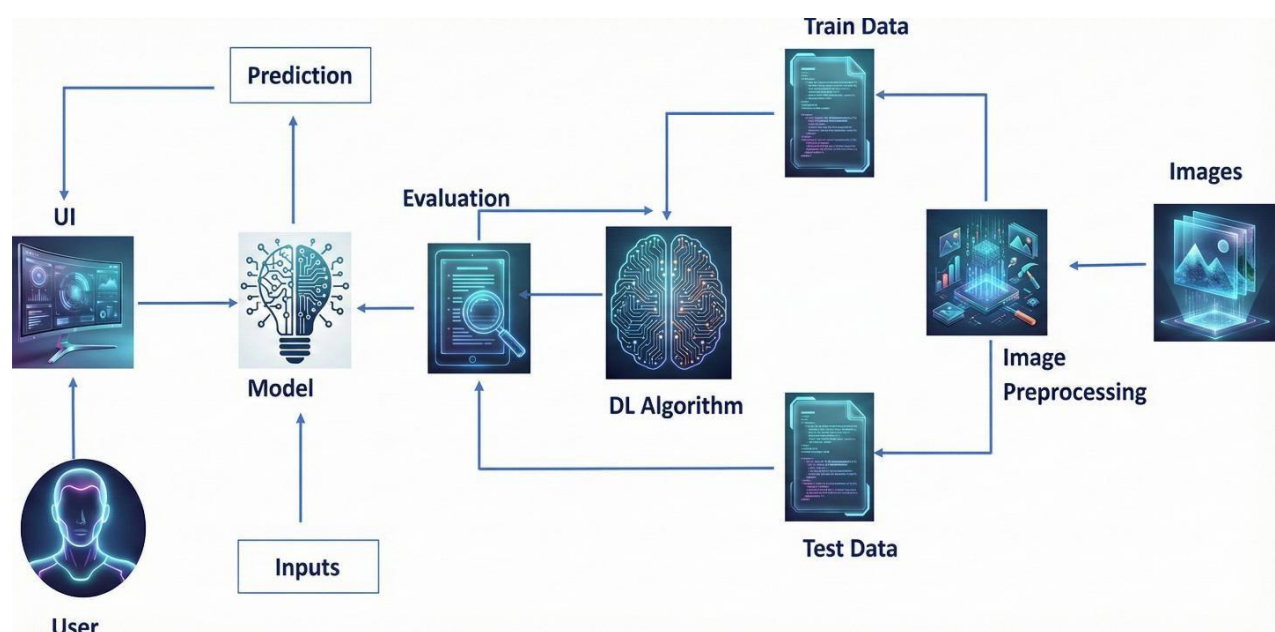 Train Data
Prediction
Images
Evaluation
UI
Image
Preprocessing
Model
DL Algorithm
Test Data
Inputs
User